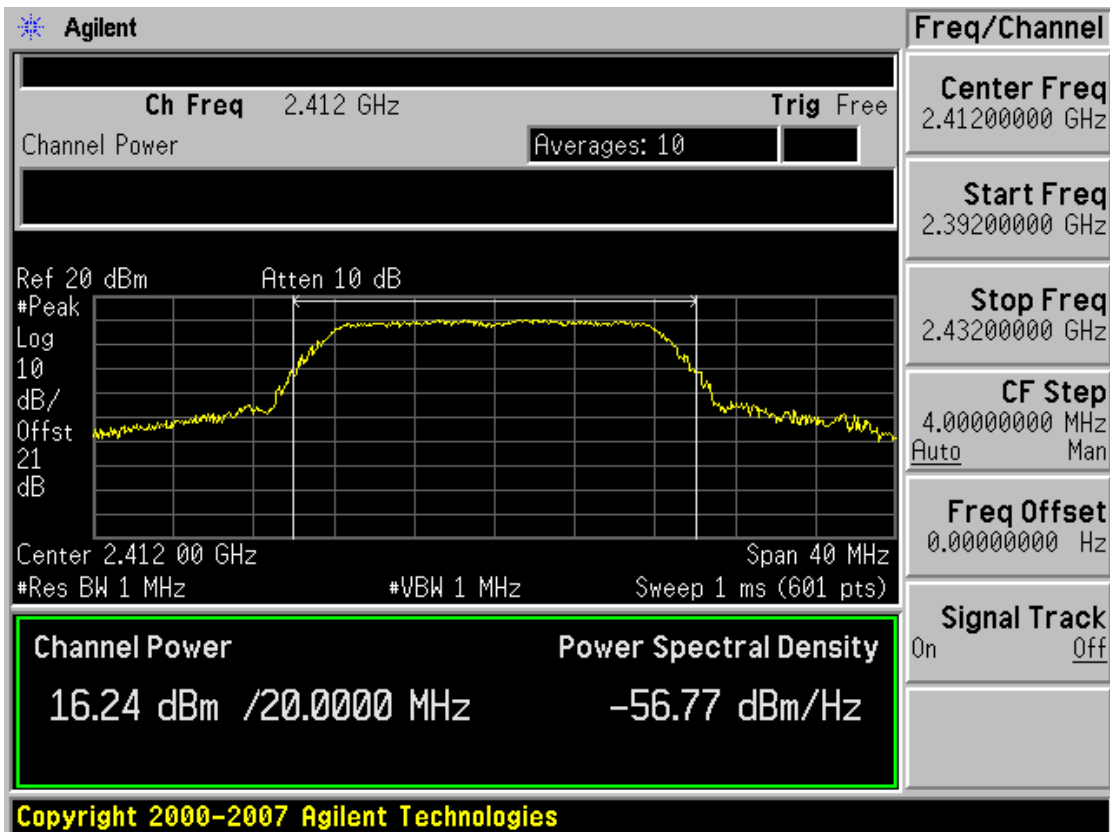 Agilent
Freq/Channel
Ch Freq 2.412 GHz Trig Free
Channel Power Averages: 10
Ref 20 dBm Atten 10 dB
#Peak
Log
10
dB/
Offst
21
dB
Center 2.412 00 GHz Span 40 MHz
#Res BW 1 MHz #VBW 1 MHz Sweep 1 ms (601 pts)
Channel Power Power Spectral Density
16.24 dBm /20.0000 MHz -56.77 dBm/Hz
Center Freq
2.41200000 GHz
Start Freq
2.39200000 GHz
Stop Freq
2.43200000 GHz
CF Step
4.00000000 MHz
Auto Man
Freq Offset
0.00000000 Hz
Signal Track
On Off
Copyright 2000-2007 Agilent Technologies